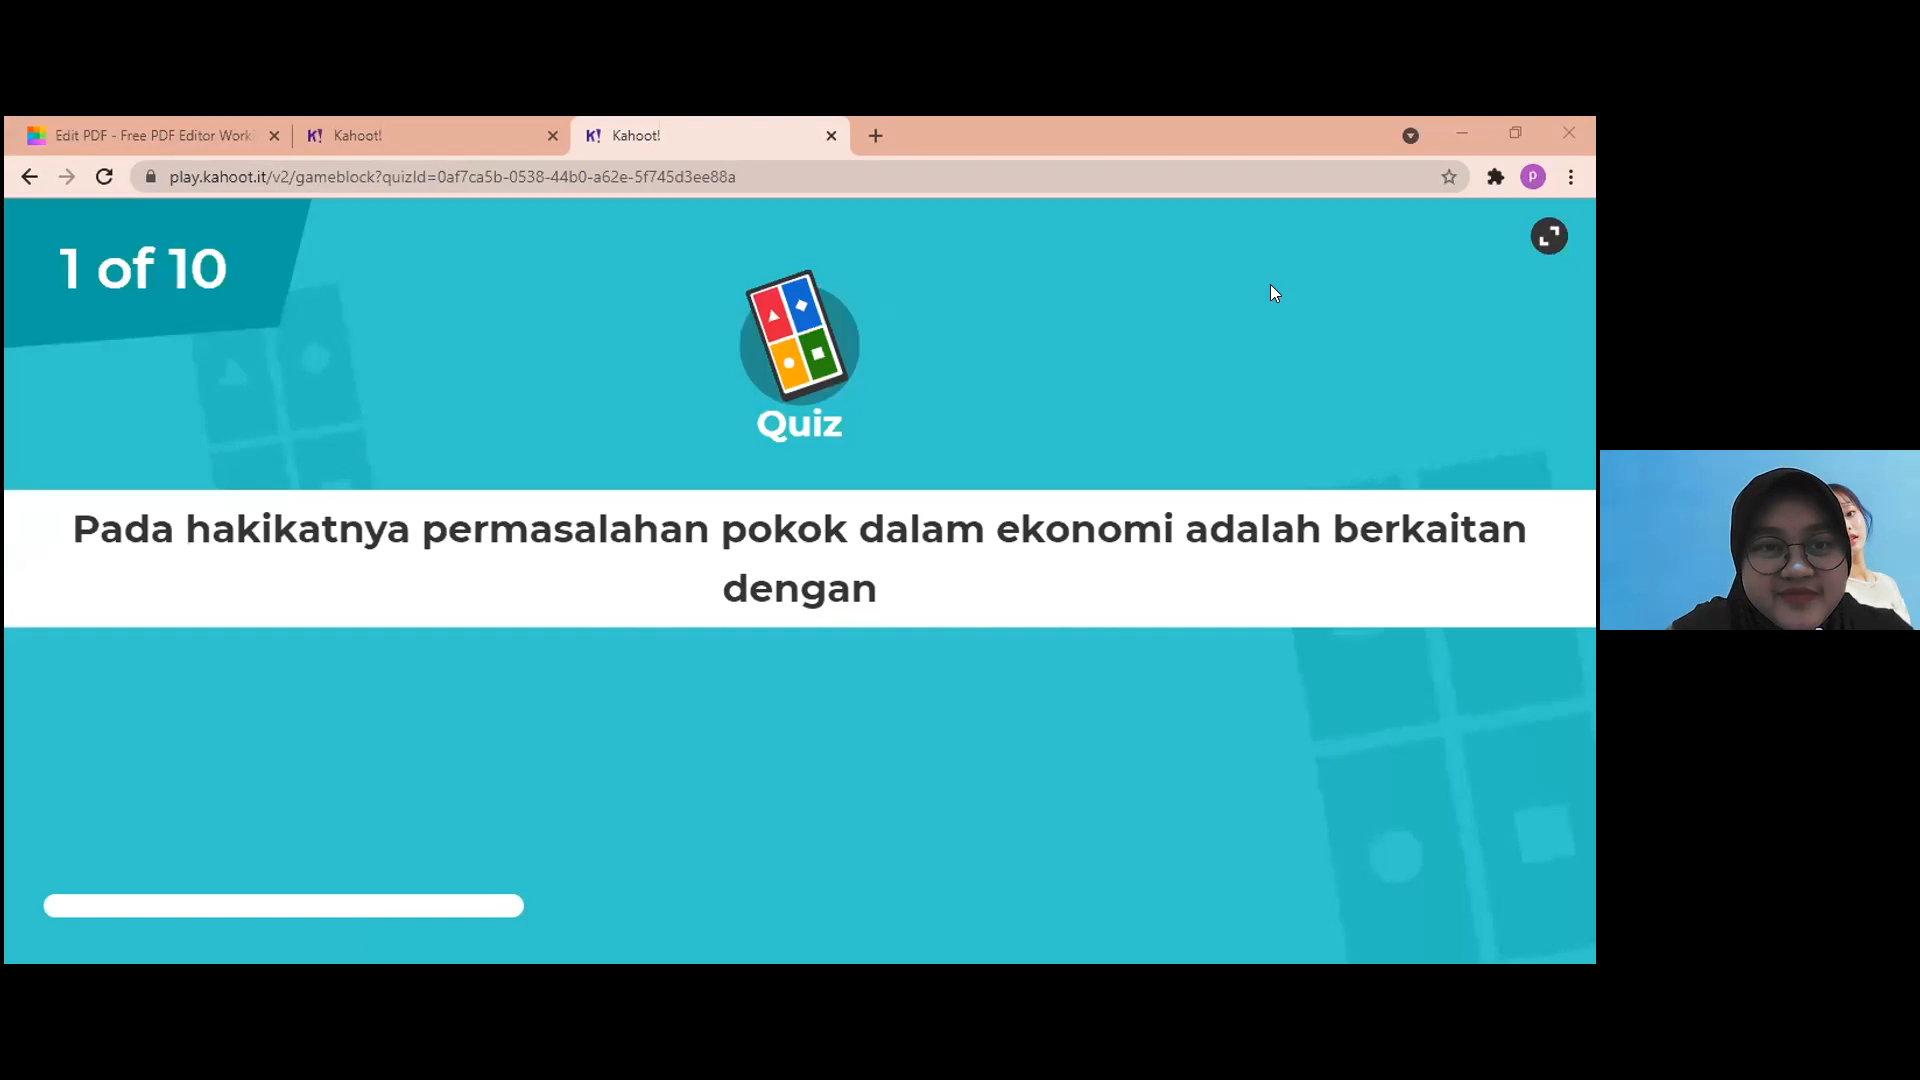 Edit PDF - Free PDF Editor Worki
K! Kahoot!
K! Kahoot!
play.kahoot.it/v2/gameblock?quizId=0af7ca5b-0538-44b0-a62e-5f745d3ee88a
P
1 of 10
Quiz
Pada hakikatnya permasalahan pokok dalam ekonomi adalah berkaitan
dengan